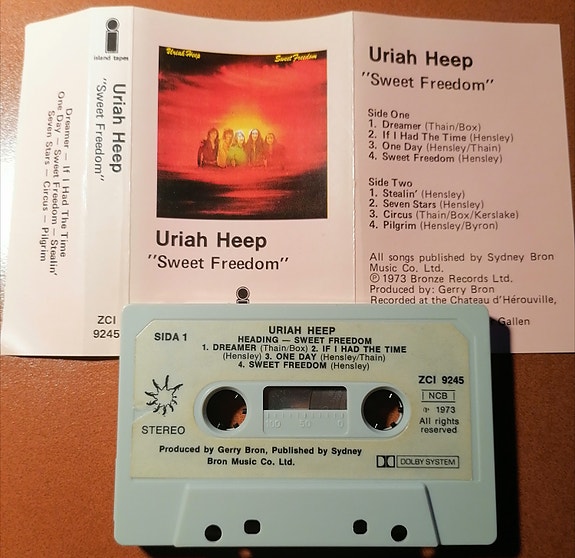 island tapes
Uriah Heep
"Sweet Freedom"
Dreamer — If I Had The Time
One Day — Sweet Freedom — Stealin'
Seven Stars — Circus — Pilgrim
ZCI
9245
Uriah Heep
Sweet Freedom
Uriah Heep
"Sweet Freedom"
Uriah Heep
"Sweet Freedom"
Side One
1. Dreamer (Thain/Box)
2. If I Had The Time (Hensley)
3. One Day (Hensley/Thain)
4. Sweet Freedom (Hensley)
Side Two
1. Stealin' (Hensley)
2. Seven Stars (Hensley)
3. Circus (Thain/Box/Kerslake)
4. Pilgrim (Hensley/Byron)
All songs published by Sydney Bron
Music Co. Ltd.
℗ 1973 Bronze Records Ltd.
Produced by: Gerry Bron
Recorded at the Chateau d'Hérouville,
Gallen
SIDA 1
URIAH HEEP
HEADING — SWEET FREEDOM
1. DREAMER (Thain/Box) 2. IF I HAD THE TIME
(Hensley) 3. ONE DAY (Hensley/Thain)
4. SWEET FREEDOM (Hensley)
ZCI 9245
NCB
℗ 1973
All rights
reserved
STEREO
100 50 0
Produced by Gerry Bron, Published by Sydney
Bron Music Co. Ltd.
DOLBY SYSTEM